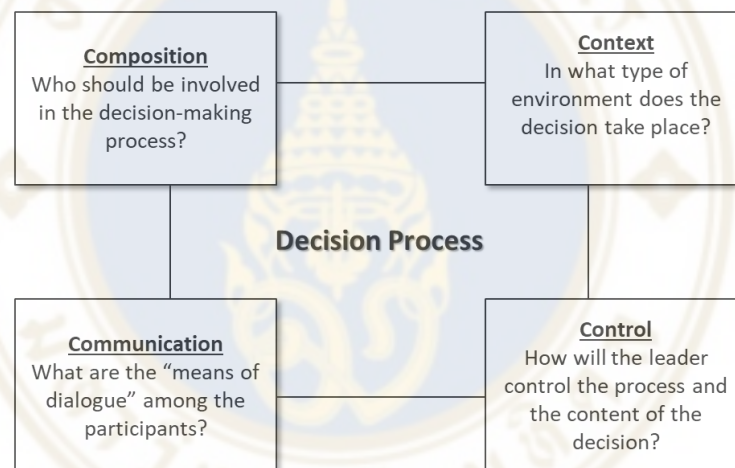 Composition
Who should be involved
in the decision-making
process?
Context
In what type of
environment does the
decision take place?
Decision Process
Communication
What are the “means of
dialogue” among the
participants?
Control
How will the leader
control the process and
the content of the
decision?